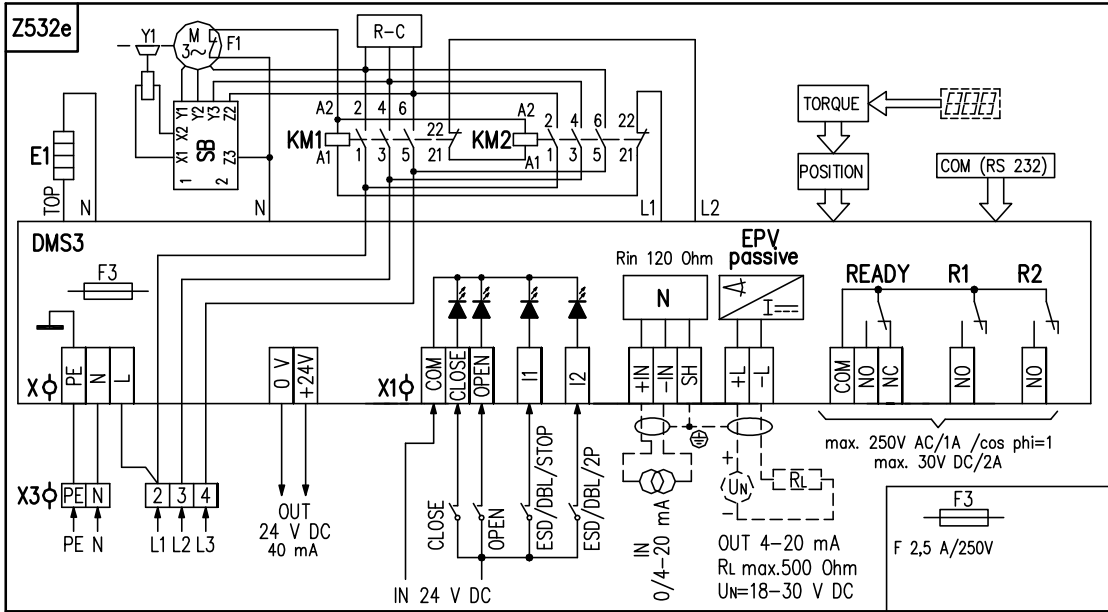 Z532e
Y1
M
3~
F1
R-C
A2 2 4 6
22
KM1
A1 1 3 5
21
A2 2 4 6 22
KM2
A1 1 3 5 21
Y1 Y2 Y3 Z2
X2
X1 SB Z3
1 2
E1
TOP
N
N
L1
L2
TORQUE
POSITION
COM (RS 232)
DMS3
F3
Rin 120 Ohm
N
EPV
passive
I
READY R1 R2
X
PE N L
0 V +24V
X1
COM CLOSE OPEN I1 I2
+IN -IN SH
+L -L
COM NO NC NO NO
max. 250V AC/1A /cos phi=1
max. 30V DC/2A
X3
PE N 2 3 4
PE N L1 L2 L3
OUT
24 V DC
40 mA
CLOSE
OPEN
ESD/DBL/STOP
ESD/DBL/2P
IN 24 V DC
IN
0/4-20 mA
+
UN
-
RL
OUT 4-20 mA
RL max.500 Ohm
UN=18-30 V DC
F3
F 2,5 A/250V